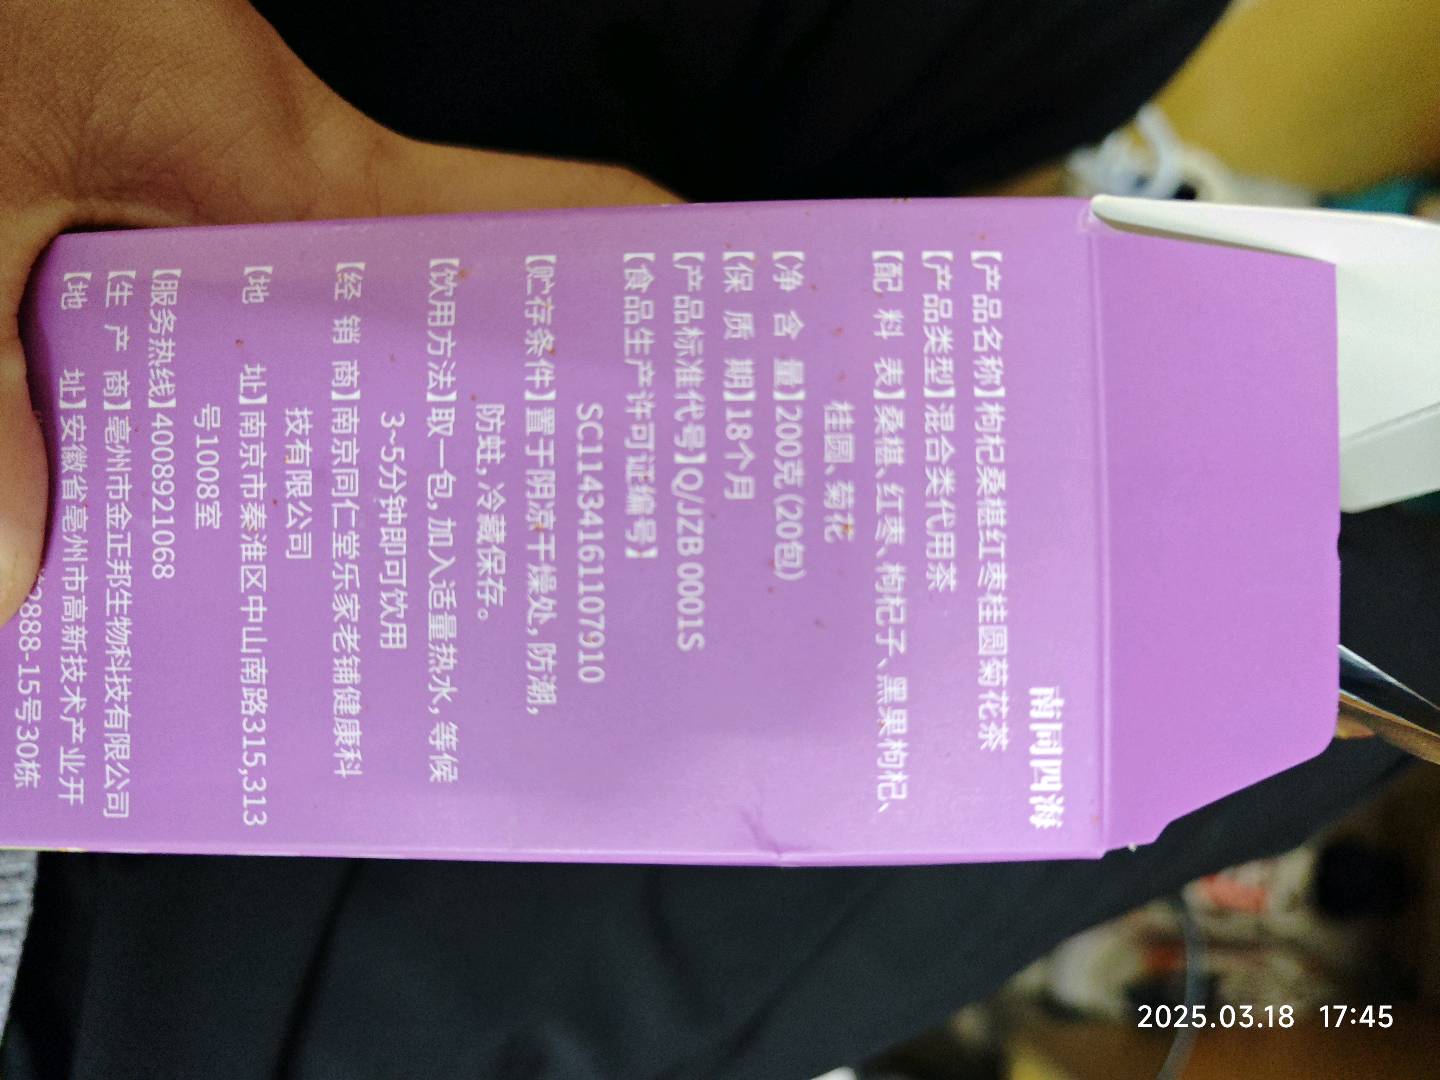 南同四海
【产品名称】枸杞桑椹红枣桂圆菊花茶
【产品类型】混合类代用茶
【配 料 表】桑椹、红枣、枸杞子、黑果枸杞、
桂圆、菊花
【净 含 量】200克(20包)
【保 质 期】18个月
【产品标准代号】Q/JZB 0001S
【食品生产许可证编号】
SC11434161107910
【贮存条件】置于阴凉干燥处,防潮,
防蛀,冷藏保存。
【饮用方法】取一包,加入适量热水,等候
3~5分钟即可饮用
【经 销 商】南京同仁堂乐家老铺健康科
技有限公司
【地 址】南京市秦淮区中山南路315,313
号1008室
【服务热线】4008921068
【生 产 商】亳州市金正邦生物科技有限公司
【地 址】安徽省亳州市高新技术产业开
2888-15号30栋
2025.03.18 17:45